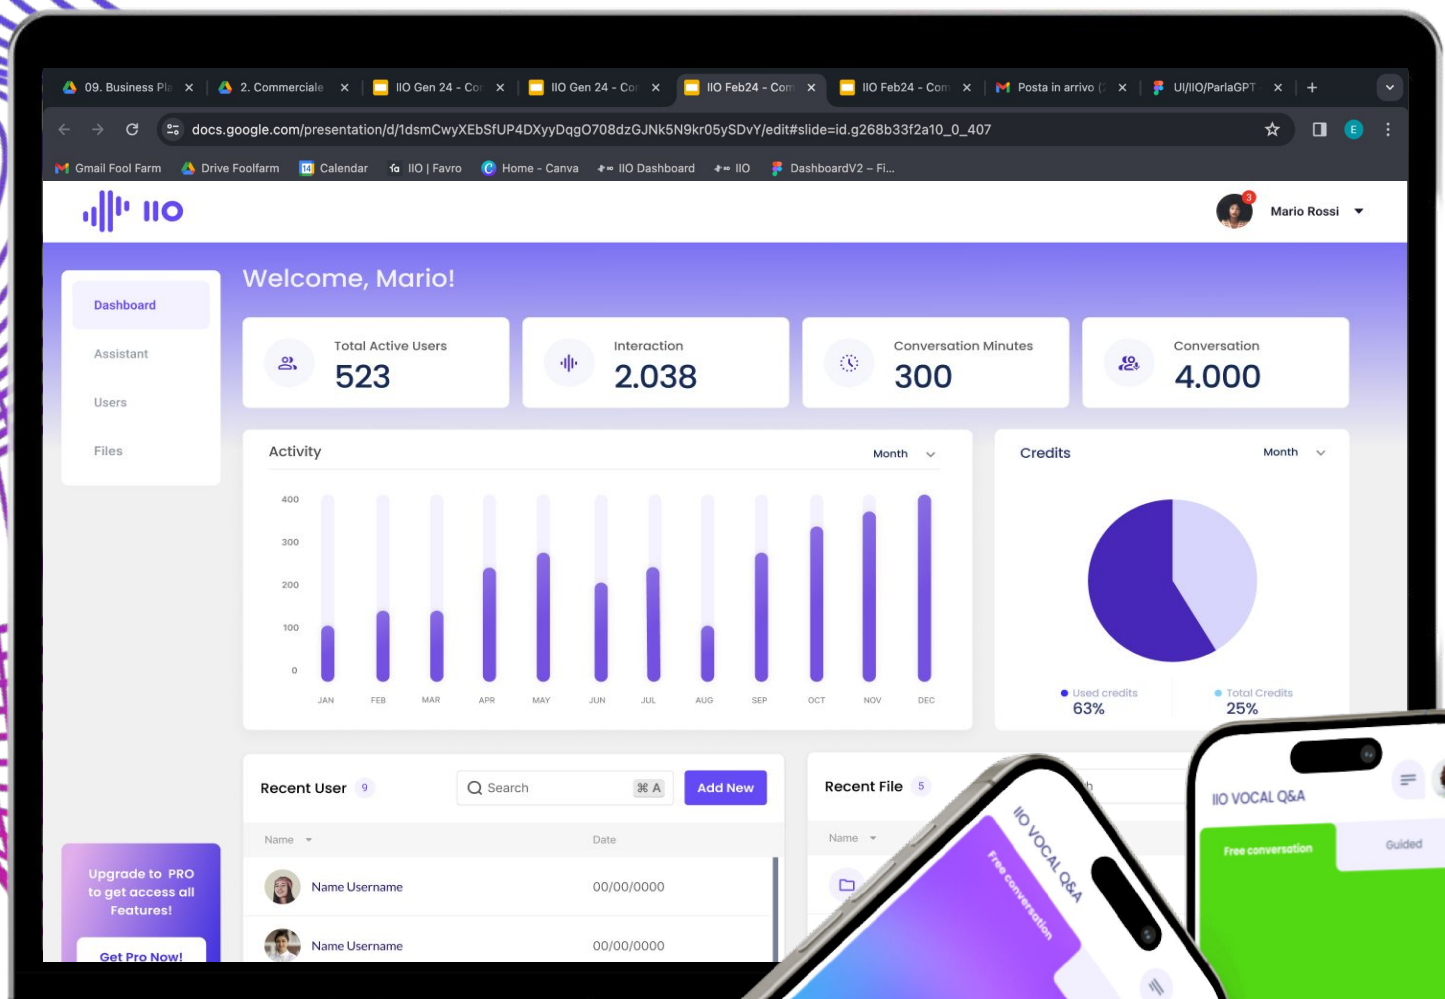 09. Business Pla
2. Commerciale
IIO Gen 24 - Con
IIO Gen 24 - Con
IIO Feb24 - Com
IIO Feb24 - Com
Posta in arrivo (2
UI/IIO/ParlaGPT
docs.google.com/presentation/d/1dsmCwyXEbSfUP4DXyyDqgO708dzGJNk5N9kr05ySDvY/edit#slide=id.g268b33f2a10_0_407
E
Gmail Fool Farm
Drive Foolfarm
14
Calendar
fa
IIO | Favro
Home - Canva
IIO Dashboard
IIO
DashboardV2 – Fi...
IIO
3
Mario Rossi
Welcome, Mario!
Dashboard
Assistant
Users
Files
Total Active Users
523
Interaction
2.038
Conversation Minutes
300
Conversation
4.000
Activity
Month
400
300
200
100
0
JAN FEB MAR APR MAY JUN JUL AUG SEP OCT NOV DEC
Credits
Month
Used credits
63%
Total Credits
25%
Recent User 9
Search
⌘ A
Add New
Name
Date
Name Username
00/00/0000
Name Username
00/00/0000
Recent File 5
Name
Upgrade to PRO
to get access all
Features!
Get Pro Now!
IIO VOCAL Q&A
Free conversation
IIO VOCAL Q&A
Free conversation
Guided